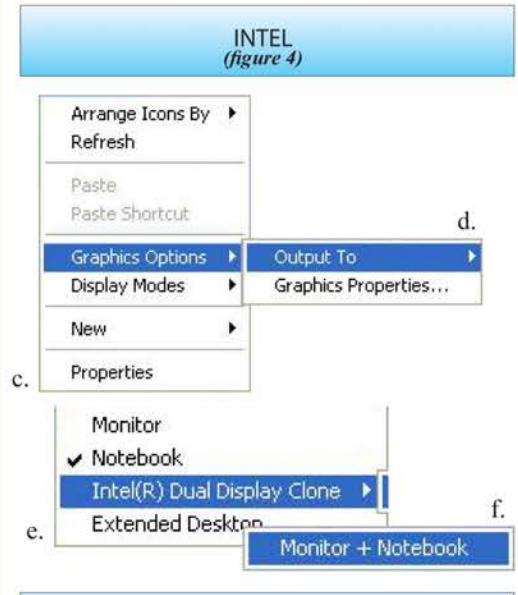 INTEL
(figure 4)
Arrange Icons By
Refresh
Paste
Paste Shortcut
d.
Graphics Options
Output To
Display Modes
Graphics Properties...
New
Properties
c.
Monitor
Notebook
Intel(R) Dual Display Clone
f.
Extended Desktop
e.
Monitor + Notebook